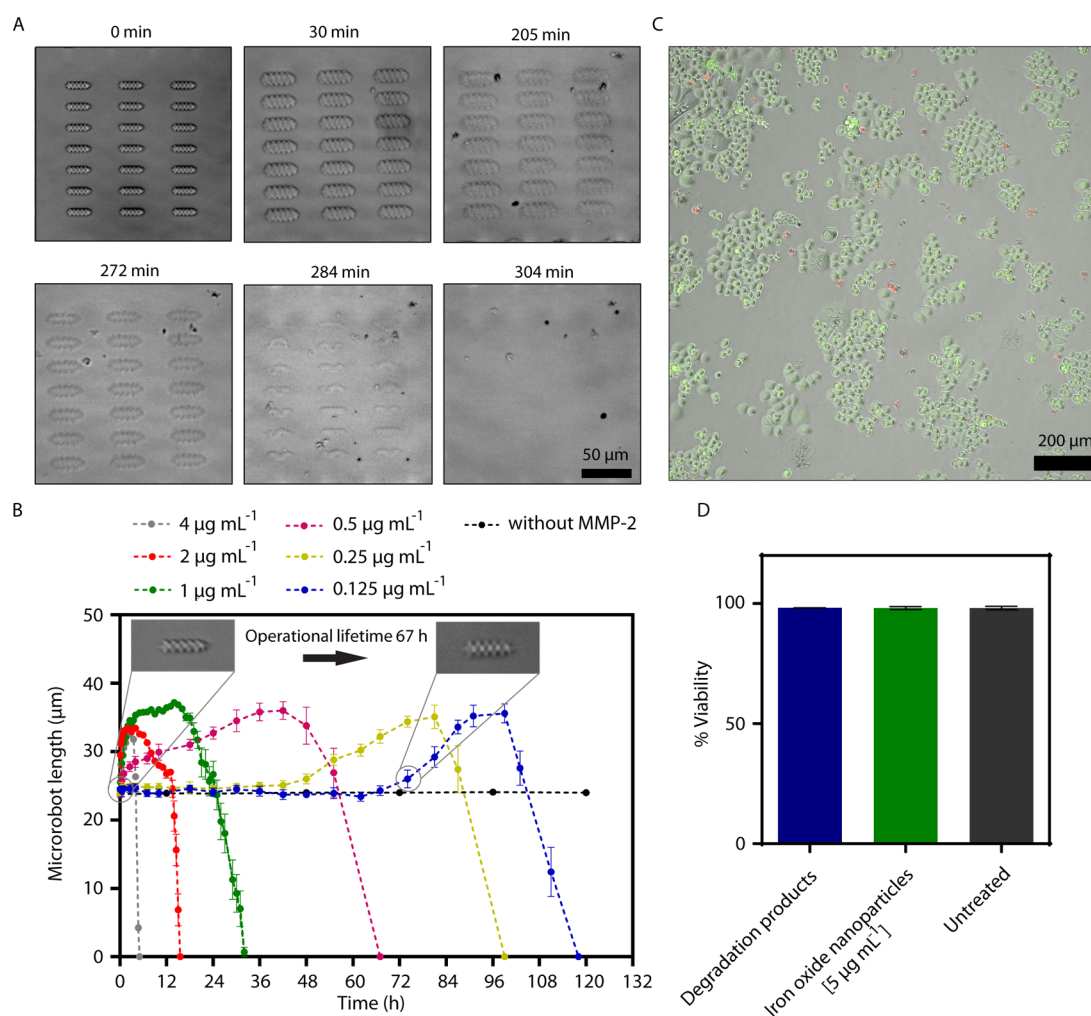 A
0 min
30 min
205 min
272 min
284 min
304 min
50 µm
C
200 µm
B
4 µg mL⁻¹
0.5 µg mL⁻¹
without MMP-2
2 µg mL⁻¹
0.25 µg mL⁻¹
1 µg mL⁻¹
0.125 µg mL⁻¹
Microrobot length (µm)
50
40
30
20
10
0
Operational lifetime 67 h
0 12 24 36 48 60 72 84 96 108 120 132
Time (h)
D
% Viability
100
50
0
Degradation products
Iron oxide nanoparticles
[5 µg mL⁻¹]
Untreated